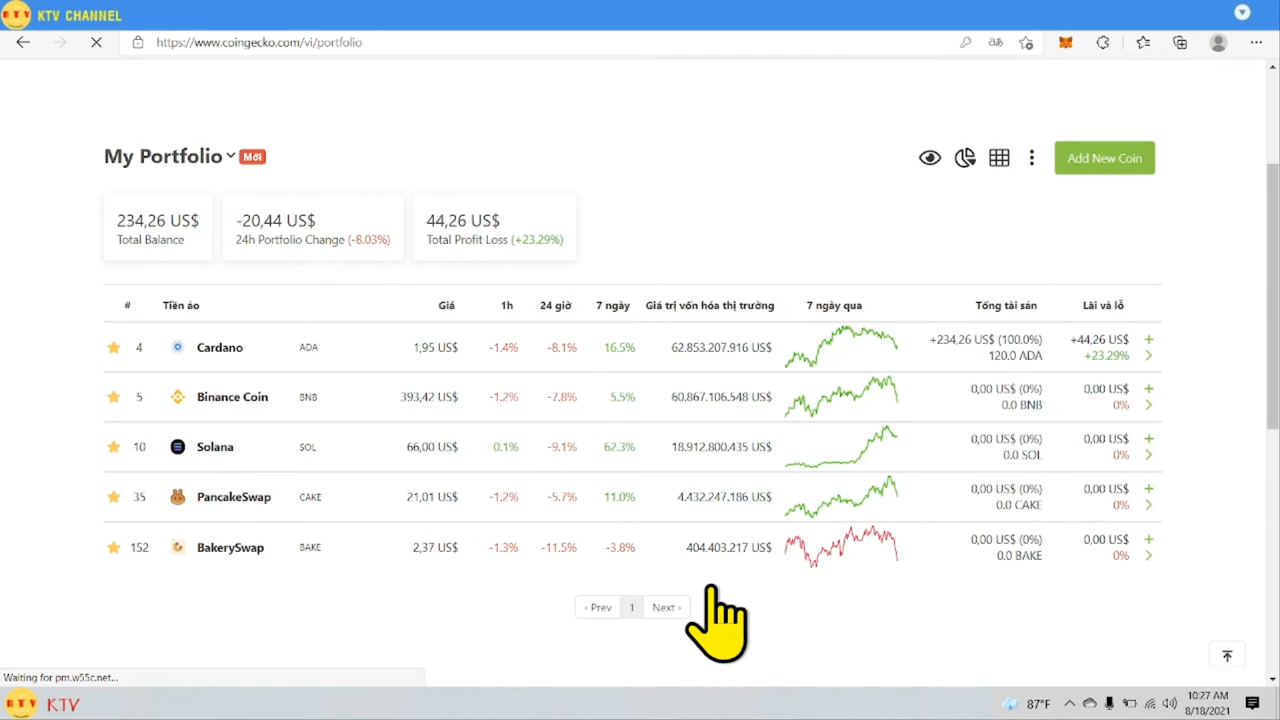 KTV KTV CHANNEL
https://www.coingecko.com/vi/portfolio
My Portfolio Mới
Add New Coin
234,26 US$
Total Balance
-20,44 US$
24h Portfolio Change (-8.03%)
44,26 US$
Total Profit Loss (+23.29%)
# Tiền ảo Giá 1h 24 giờ 7 ngày Giá trị vốn hóa thị trường 7 ngày qua Tổng tài sản Lãi và lỗ
4 Cardano ADA 1,95 US$ -1.4% -8.1% 16.5% 62.853.207.916 US$ +234,26 US$ (100.0%) +44,26 US$ +
120.0 ADA +23.29%
5 Binance Coin BNB 393,42 US$ -1.2% -7.8% 5.5% 60.867.106.548 US$ 0,00 US$ (0%) 0,00 US$ +
0.0 BNB 0%
10 Solana SOL 66,00 US$ 0.1% -9.1% 62.3% 18.912.800.435 US$ 0,00 US$ (0%) 0,00 US$ +
0.0 SOL 0%
35 PancakeSwap CAKE 21,01 US$ -1.2% -5.7% 11.0% 4.432.247.186 US$ 0,00 US$ (0%) 0,00 US$ +
0.0 CAKE 0%
152 BakerySwap BAKE 2,37 US$ -1.3% -11.5% -3.8% 404.403.217 US$ 0,00 US$ (0%) 0,00 US$ +
0.0 BAKE 0%
‹ Prev 1 Next ›
Waiting for pm.w55c.net...
KTV KTV
87°F
10:27 AM
8/18/2021